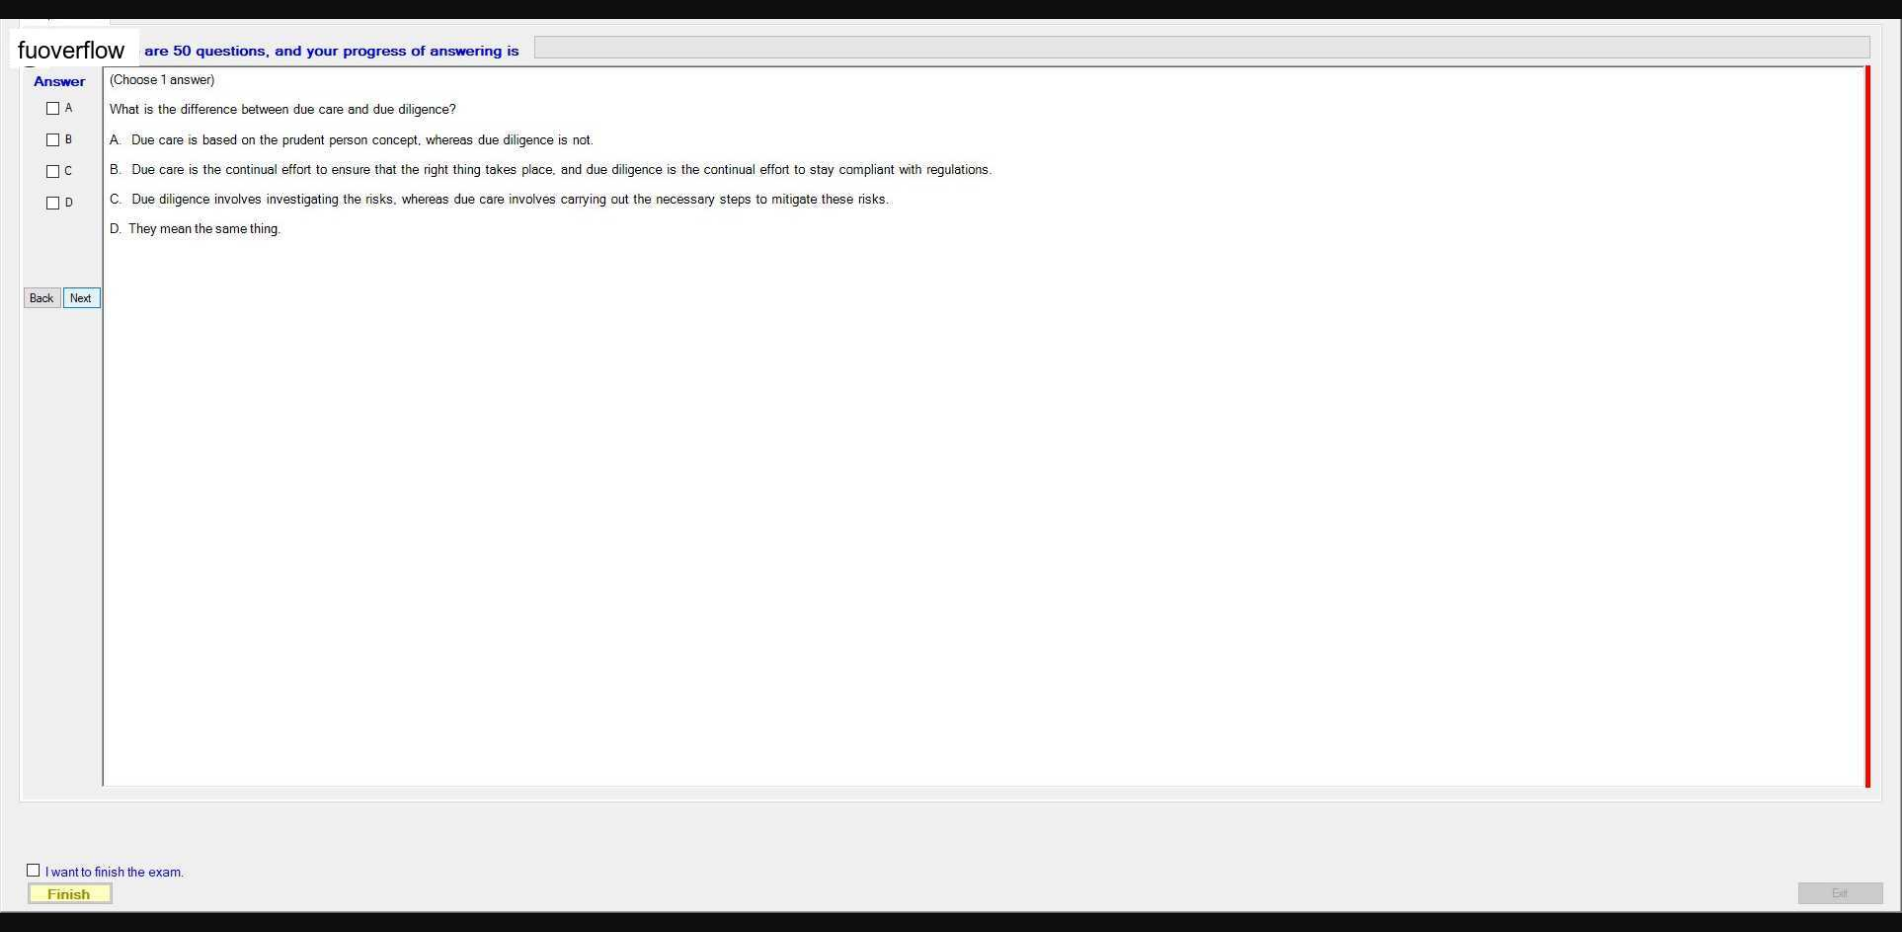 fuoverflow are 50 questions, and your progress of answering is
Answer
(Choose 1 answer)
A
What is the difference between due care and due diligence?
B
A. Due care is based on the prudent person concept, whereas due diligence is not.
C
B. Due care is the continual effort to ensure that the right thing takes place, and due diligence is the continual effort to stay compliant with regulations.
D
C. Due diligence involves investigating the risks, whereas due care involves carrying out the necessary steps to mitigate these risks.
D. They mean the same thing.
Back Next
I want to finish the exam.
Finish
Exit